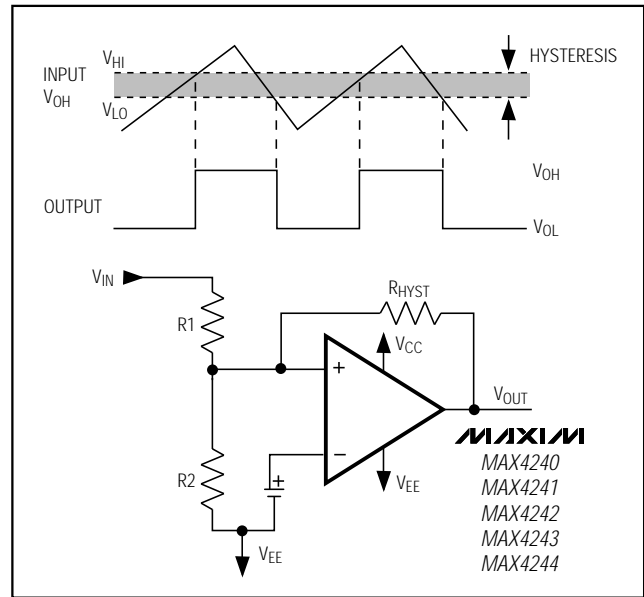 VHI
INPUT
VOH
VLO
HYSTERESIS
OUTPUT
VOH
VOL
VIN
R1
RHYST
VCC
+
−
VOUT
R2
+
VEE
VEE
MAXIM
MAX4240
MAX4241
MAX4242
MAX4243
MAX4244